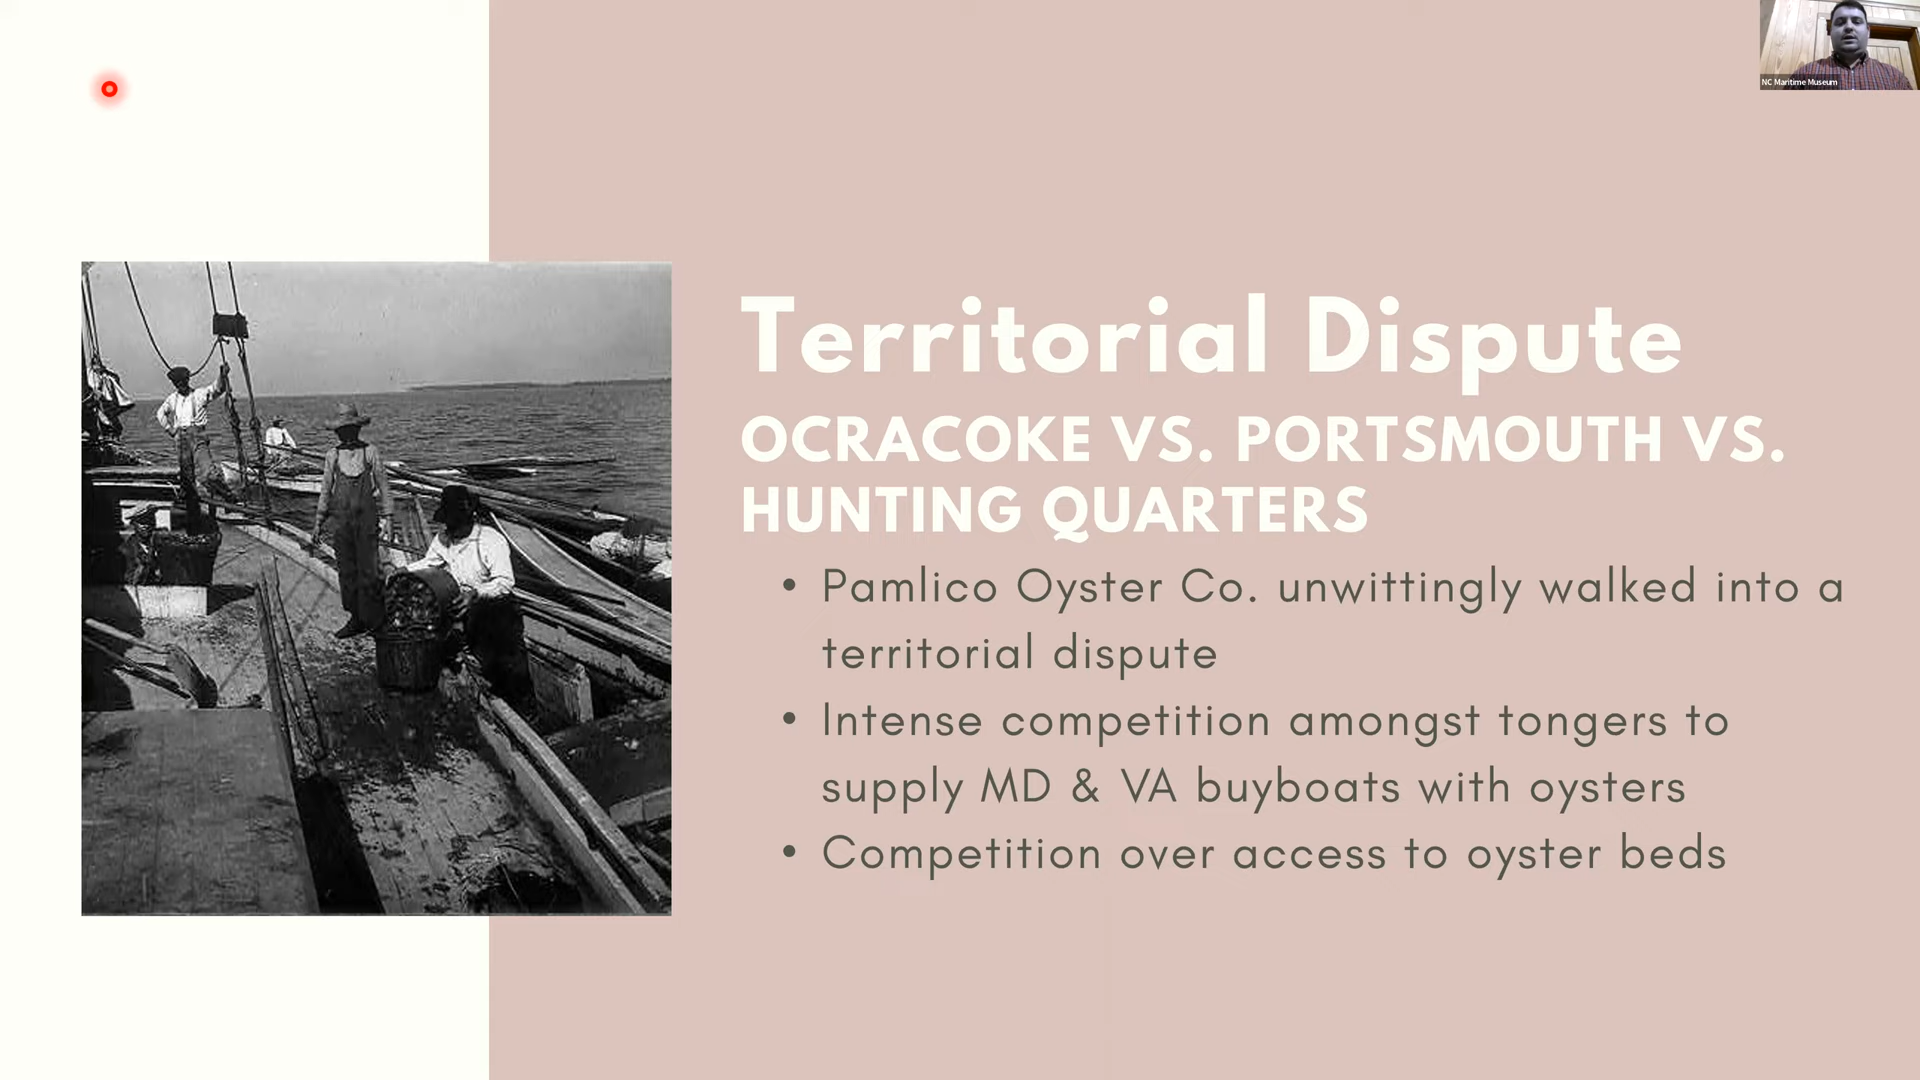 NC Maritime Museum
Territorial Dispute
OCRACOKE VS. PORTSMOUTH VS.
HUNTING QUARTERS
• Pamlico Oyster Co. unwittingly walked into a
territorial dispute
• Intense competition amongst tongers to
supply MD & VA buyboats with oysters
• Competition over access to oyster beds